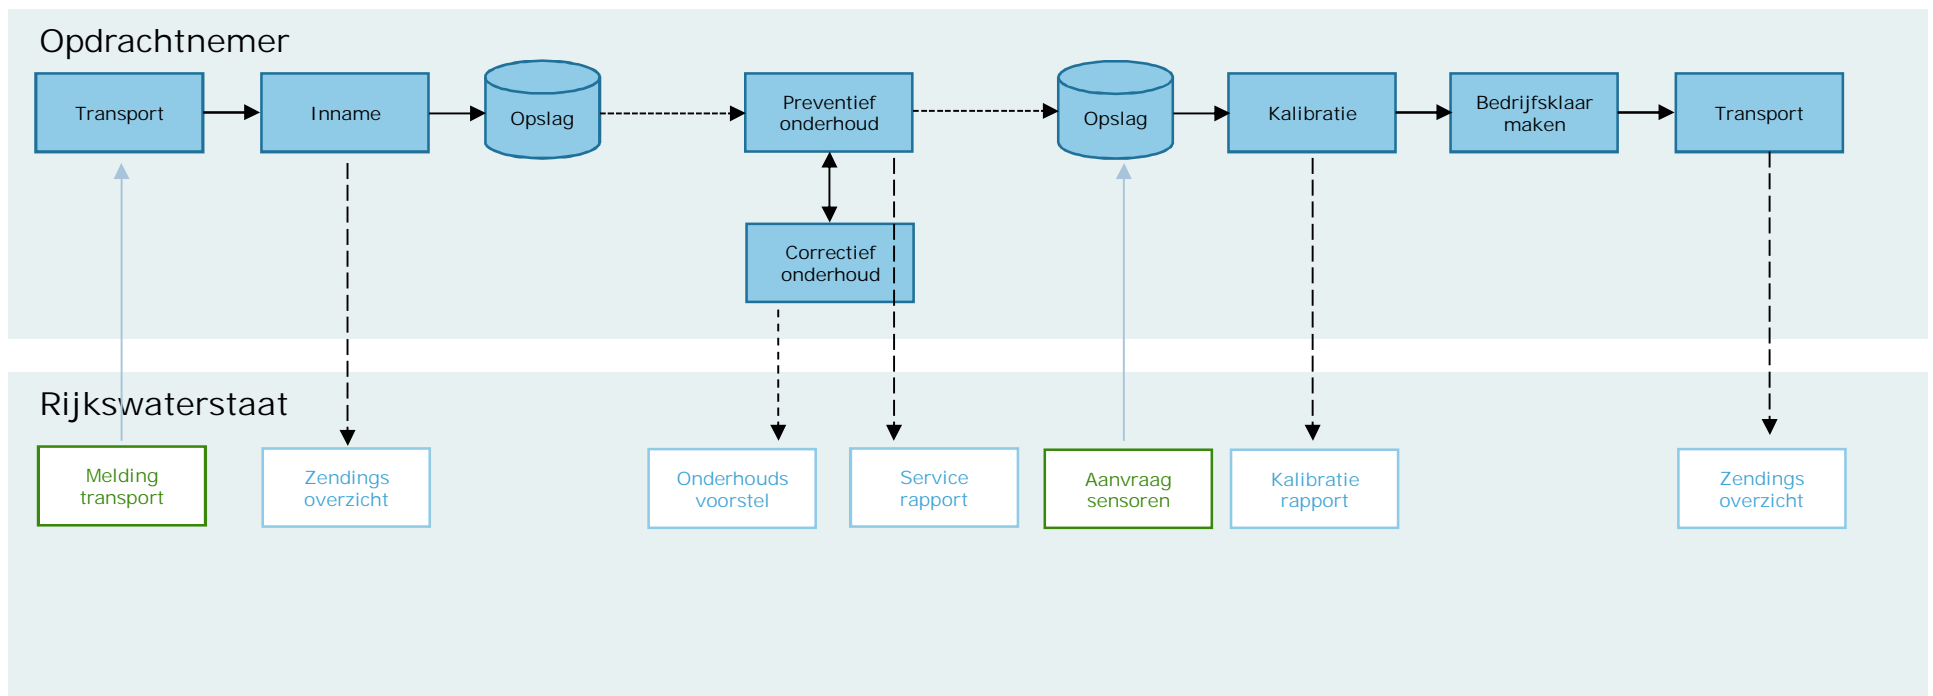 Opdrachtnemer
Transport
Inname
Opslag
Preventief
onderhoud
Opslag
Kalibratie
Bedrijfsklaar
maken
Transport
Correctief
onderhoud
Rijkswaterstaat
Melding
transport
Zendings
overzicht
Onderhouds
voorstel
Service
rapport
Aanvraag
sensoren
Kalibratie
rapport
Zendings
overzicht